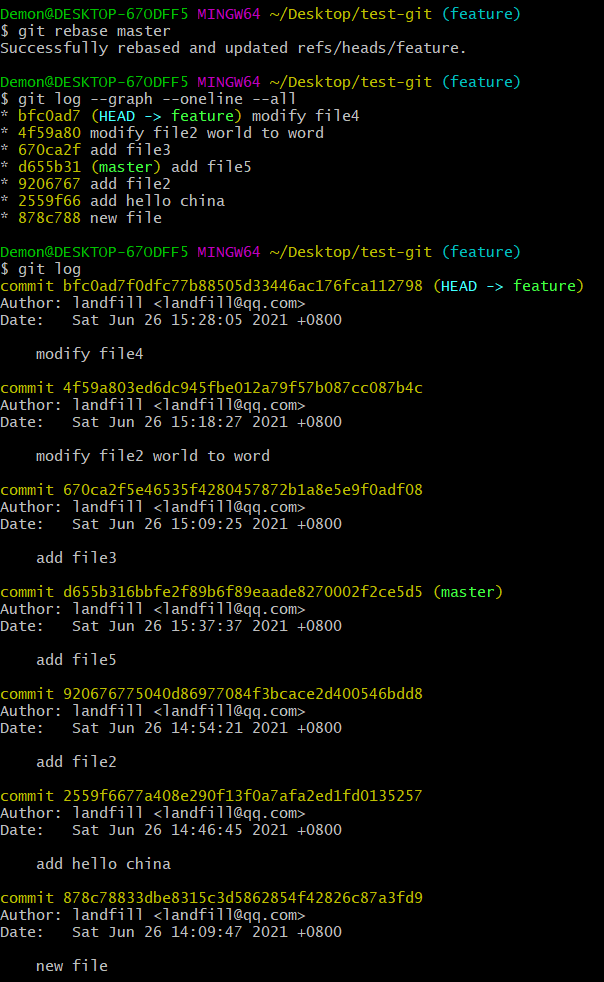 Demon@DESKTOP-67ODFF5 MINGW64 ~/Desktop/test-git (feature)
$ git rebase master
Successfully rebased and updated refs/heads/feature.
Demon@DESKTOP-67ODFF5 MINGW64 ~/Desktop/test-git (feature)
$ git log --graph --oneline --all
* bfc0ad7 (HEAD -> feature) modify file4
* 4f59a80 modify file2 world to word
* 670ca2f add file3
* d655b31 (master) add file5
* 9206767 add file2
* 2559f66 add hello china
* 878c788 new file
Demon@DESKTOP-67ODFF5 MINGW64 ~/Desktop/test-git (feature)
$ git log
commit bfc0ad7f0dfc77b88505d33446ac176fca112798 (HEAD -> feature)
Author: landfill <landfill@qq.com>
Date:   Sat Jun 26 15:28:05 2021 +0800
    modify file4
commit 4f59a803ed6dc945fbe012a79f57b087cc087b4c
Author: landfill <landfill@qq.com>
Date:   Sat Jun 26 15:18:27 2021 +0800
    modify file2 world to word
commit 670ca2f5e46535f4280457872b1a8e5e9f0adf08
Author: landfill <landfill@qq.com>
Date:   Sat Jun 26 15:09:25 2021 +0800
    add file3
commit d655b316bbfe2f89b6f89eaade8270002f2ce5d5 (master)
Author: landfill <landfill@qq.com>
Date:   Sat Jun 26 15:37:37 2021 +0800
    add file5
commit 920676775040d86977084f3bcace2d400546bdd8
Author: landfill <landfill@qq.com>
Date:   Sat Jun 26 14:54:21 2021 +0800
    add file2
commit 2559f6677a408e290f13f0a7afa2ed1fd0135257
Author: landfill <landfill@qq.com>
Date:   Sat Jun 26 14:46:45 2021 +0800
    add hello china
commit 878c78833dbe8315c3d5862854f42826c87a3fd9
Author: landfill <landfill@qq.com>
Date:   Sat Jun 26 14:09:47 2021 +0800
    new file